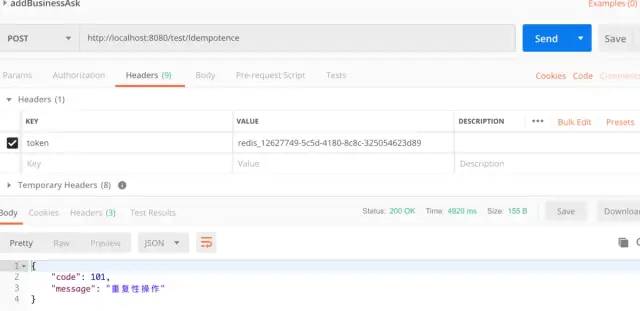 addBusinessAsk
Examples (0)
POST http://localhost:8080/test/Idempotence Send Save
Params Authorization Headers (9) Body Pre-request Script Tests Cookies Code Comments
Headers (1)
KEY VALUE DESCRIPTION ••• Bulk Edit Presets
token redis_12627749-5c5d-4180-8c8c-325054623d89
Key Value Description
Temporary Headers (8)
Body Cookies Headers (3) Test Results Status: 200 OK Time: 4920 ms Size: 155 B Save Download
Pretty Raw Preview JSON
1 {
2 "code": 101,
3 "message": "重复性操作"
4 }